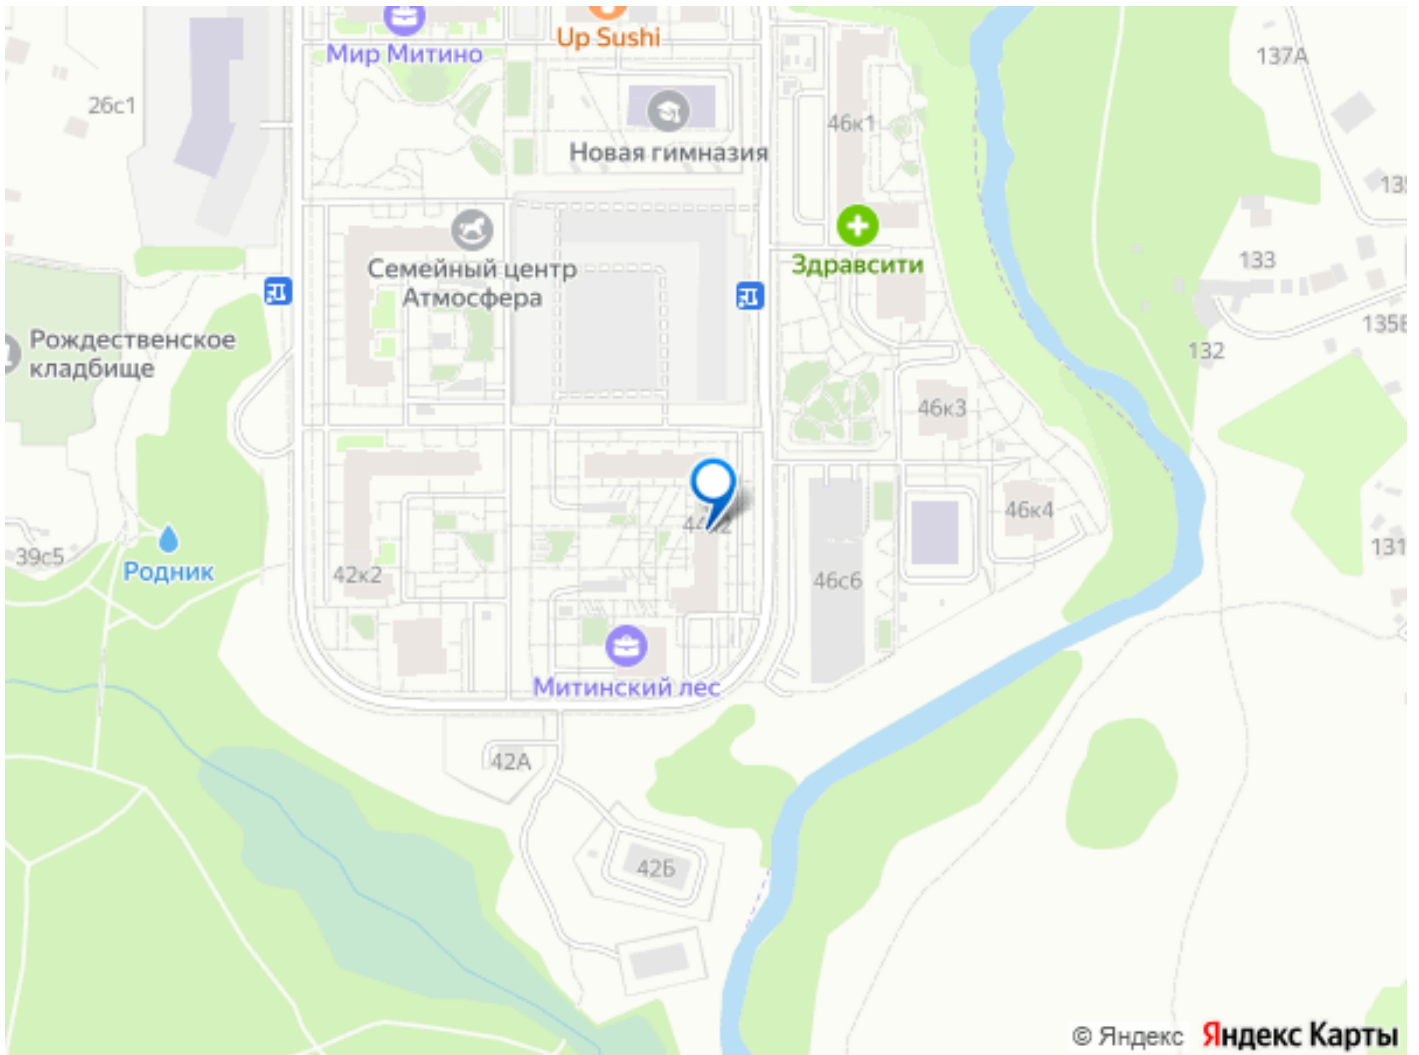 Мир Митино
Up Sushi
137А
26с1
46к1
Новая гимназия
Здравсити
133
Семейный центр
Атмосфера
Рождественское
кладбище
132
46к3
46к4
39с5
Родник
42к2
46с6
131
Митинский лес
42А
42Б
© Яндекс Яндекс Карты